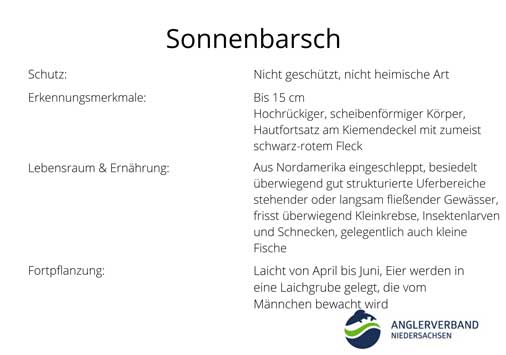 Sonnenbarsch
Schutz:
Nicht geschützt, nicht heimische Art
Erkennungsmerkmale:
Bis 15 cm
Hochrückiger, scheibenförmiger Körper,
Hautfortsatz am Kiemendeckel mit zumeist
schwarz-rotem Fleck
Lebensraum & Ernährung:
Aus Nordamerika eingeschleppt, besiedelt
überwiegend gut strukturierte Uferbereiche
stehender oder langsam fließender Gewässer,
frisst überwiegend Kleinkrebse, Insektenlarven
und Schnecken, gelegentlich auch kleine
Fische
Fortpflanzung:
Laicht von April bis Juni, Eier werden in
eine Laichgrube gelegt, die vom
Männchen bewacht wird
ANGLERVERBAND
NIEDERSACHSEN